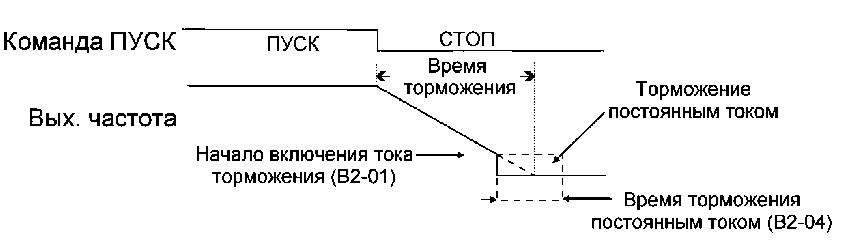 Команда ПУСК
ПУСК
СТОП
Время
торможения
Торможение
постоянным током
Вых. частота
Начало включения тока
торможения (B2-01)
Время торможения
постоянным током (B2-04)